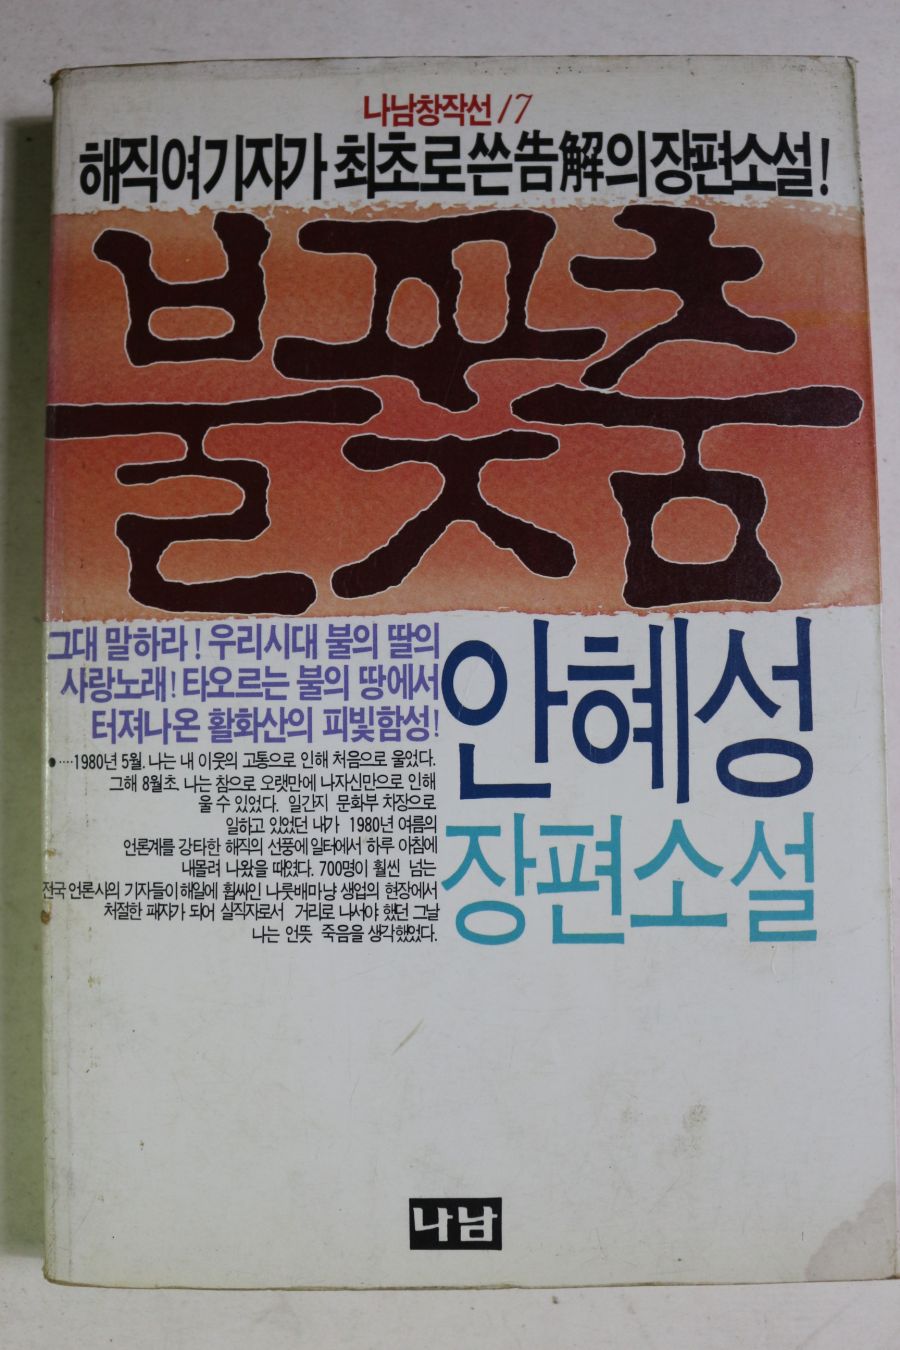 나남창작선 / 7
해직여기자가 최초로 쓴 告解의 장편소설!
불꽃춤
그대 말하라! 우리시대 불의 딸의
사랑노래! 타오르는 불의 땅에서
터져나온 활화산의 피빛함성!
●····1980년 5월. 나는 내 이웃의 고통으로 인해 처음으로 울었다.
그해 8월초. 나는 참으로 오랫만에 나자신만으로 인해
울 수 있었다. 일간지 문화부 차장으로
일하고 있었던 내가 1980년 여름의
언론계를 강타한 해직의 선풍에 일터에서 하루 아침에
내몰려 나왔을 때였다. 700명이 훨씬 넘는
전국 언론사의 기자들이 해일에 휩싸인 나룻배마냥 생업의 현장에서
처절한 패자가 되어 실직자로서 거리로 나서야 했던 그날
나는 언뜻 죽음을 생각했었다.
안혜성
장편소설
나남